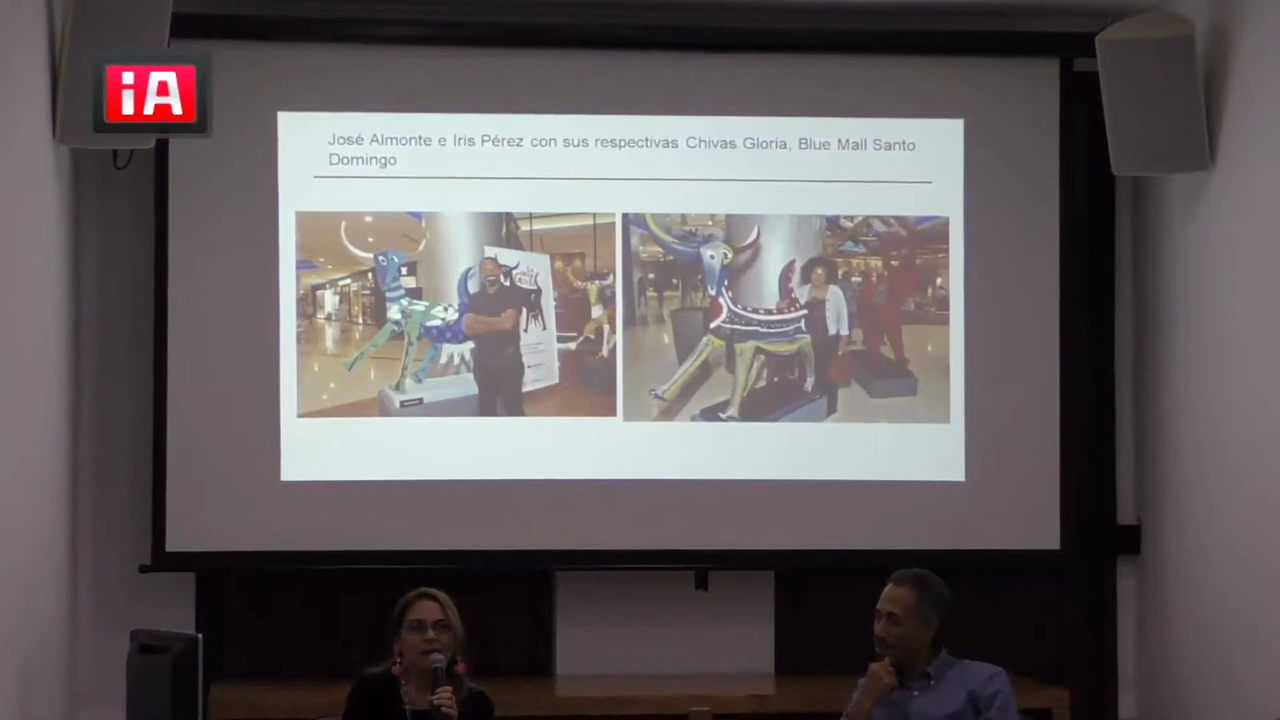 iA
José Almonte e Iris Pérez con sus respectivas Chivas Gloria, Blue Mall Santo
Domingo